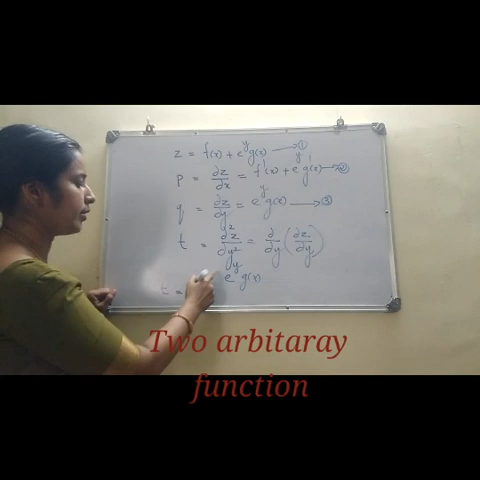 z = f(x) + e^y g(x) → ①
p = ∂z/∂x = f'(x) + e^y g'(x) → ②
q = ∂z/∂y = e^y g(x) → ③
t = ∂²z/∂y² = ∂/∂y (∂z/∂y)
t = e^y g(x)
Two arbitaray
function